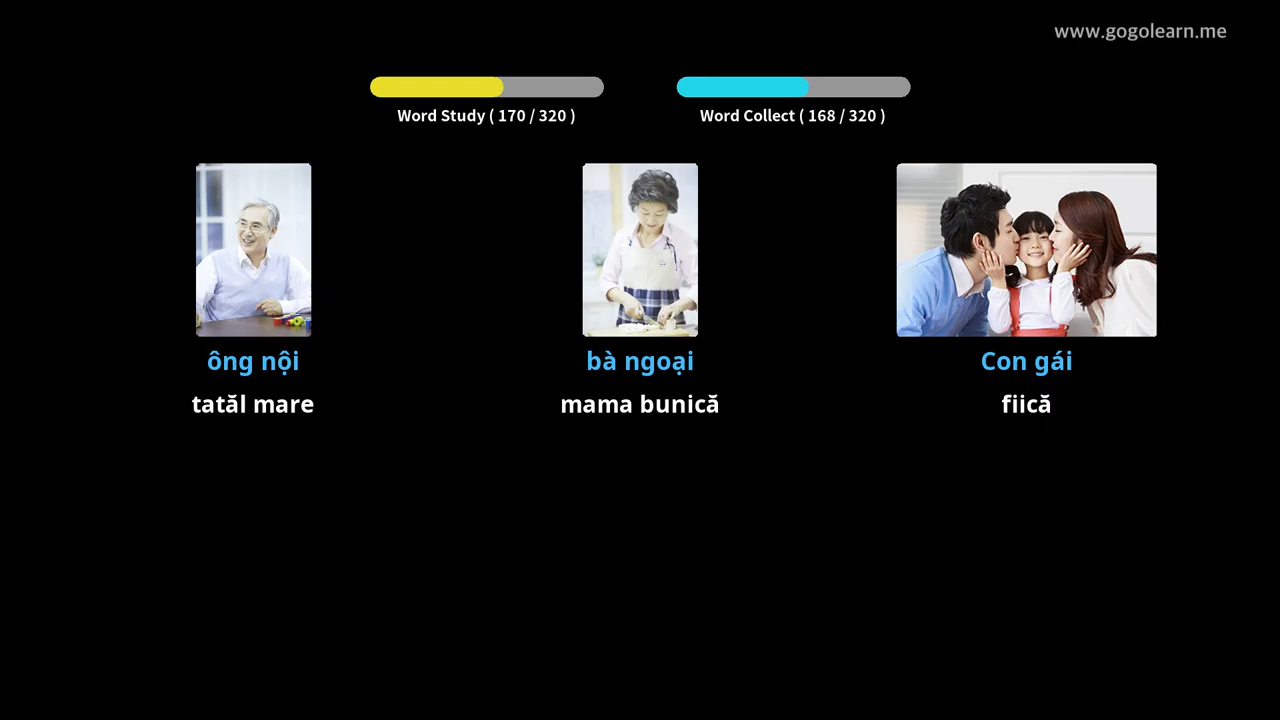 www.gogolearn.me
Word Study ( 170 / 320 )
Word Collect ( 168 / 320 )
ông nội
bà ngoại
Con gái
tatăl mare
mama bunică
fiică